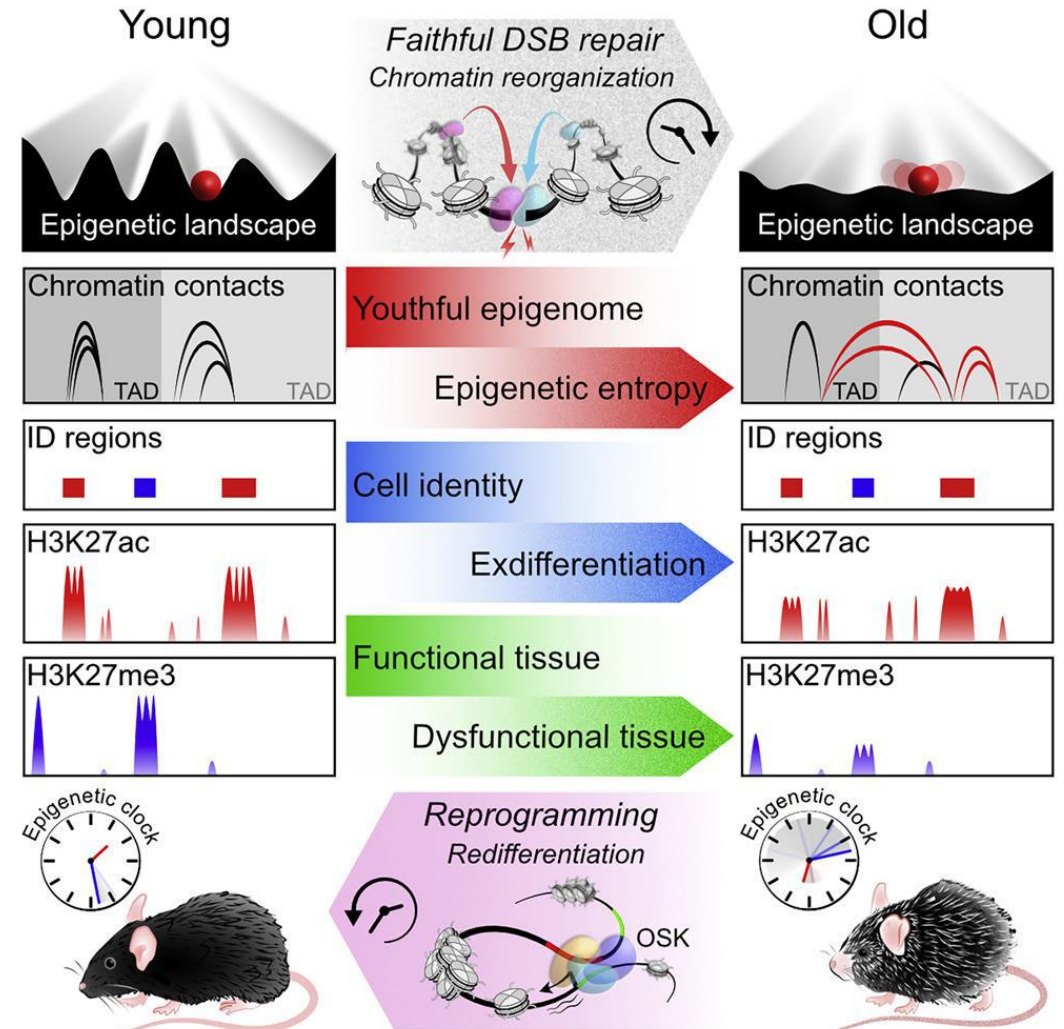 Young
Faithful DSB repair
Chromatin reorganization
Old
Epigenetic landscape
Epigenetic landscape
Chromatin contacts
TAD
TAD
Youthful epigenome
Epigenetic entropy
Chromatin contacts
TAD
TAD
ID regions
Cell identity
ID regions
H3K27ac
Exdifferentiation
H3K27ac
Functional tissue
H3K27me3
Dysfunctional tissue
H3K27me3
Epigenetic clock
Reprogramming
Redifferentiation
OSK
Epigenetic clock